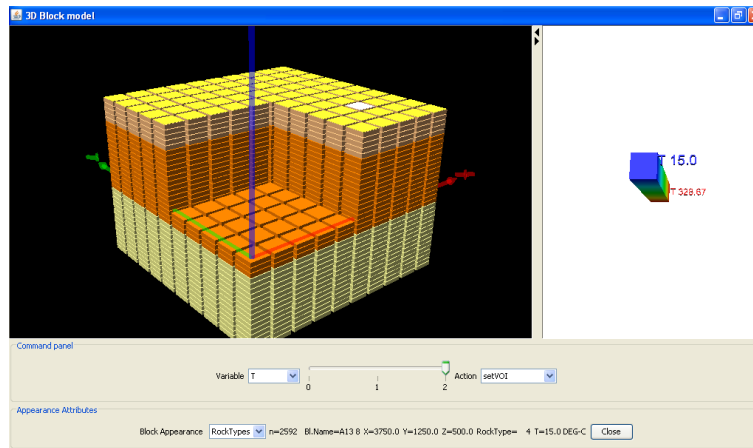 3D Block model
T 15.0
T 328.67
Command panel
Variable T 0 1 2 Action setVOI
Appearance Attributes
Block Appearance RockTypes n=2592 Bl.Name=A13 8 X=3750.0 Y=1250.0 Z=500.0 RockType= 4 T=15.0 DEG-C Close